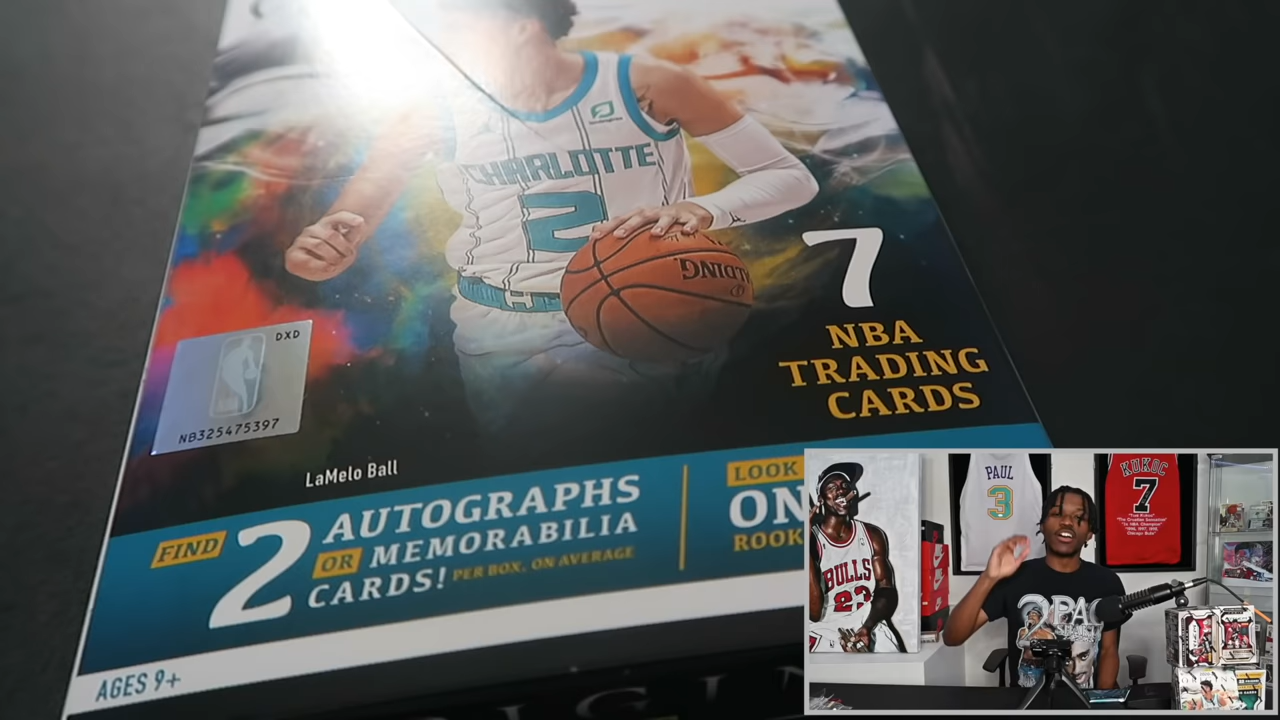 CHARLOTTE
2
SPALDING
7
NBA
TRADING
CARDS
DXD
NB325475397
LaMelo Ball
FIND 2 AUTOGRAPHS
OR MEMORABILIA
CARDS! PER BOX, ON AVERAGE
LOOK
ON
ROOK
AGES 9+
PAUL
3
KUKOC
7
BULLS
23
2PAC